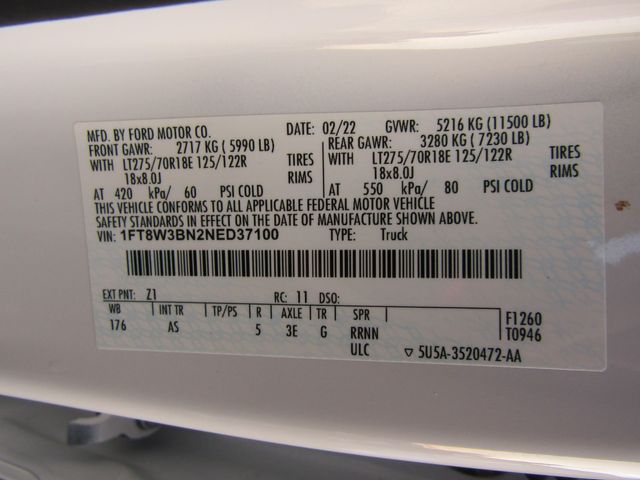 MFD. BY FORD MOTOR CO. DATE: 02/22 GVWR: 5216 KG (11500 LB)
FRONT GAWR: 2717 KG ( 5990 LB) REAR GAWR: 3280 KG ( 7230 LB)
WITH LT275/70R18E 125/122R TIRES WITH LT275/70R18E 125/122R TIRES
18x8.0J RIMS 18x8.0J RIMS
AT 420 kPa/ 60 PSI COLD AT 550 kPa/ 80 PSI COLD
THIS VEHICLE CONFORMS TO ALL APPLICABLE FEDERAL MOTOR VEHICLE
SAFETY STANDARDS IN EFFECT ON THE DATE OF MANUFACTURE SHOWN ABOVE.
VIN: 1FT8W3BN2NED37100 TYPE: Truck
EXT PNT: Z1 RC: 11 DSO:
WB INT TR TP/PS R AXLE TR SPR F1260
176 AS 5 3E G RRNN T0946
ULC ▽ 5U5A-3520472-AA